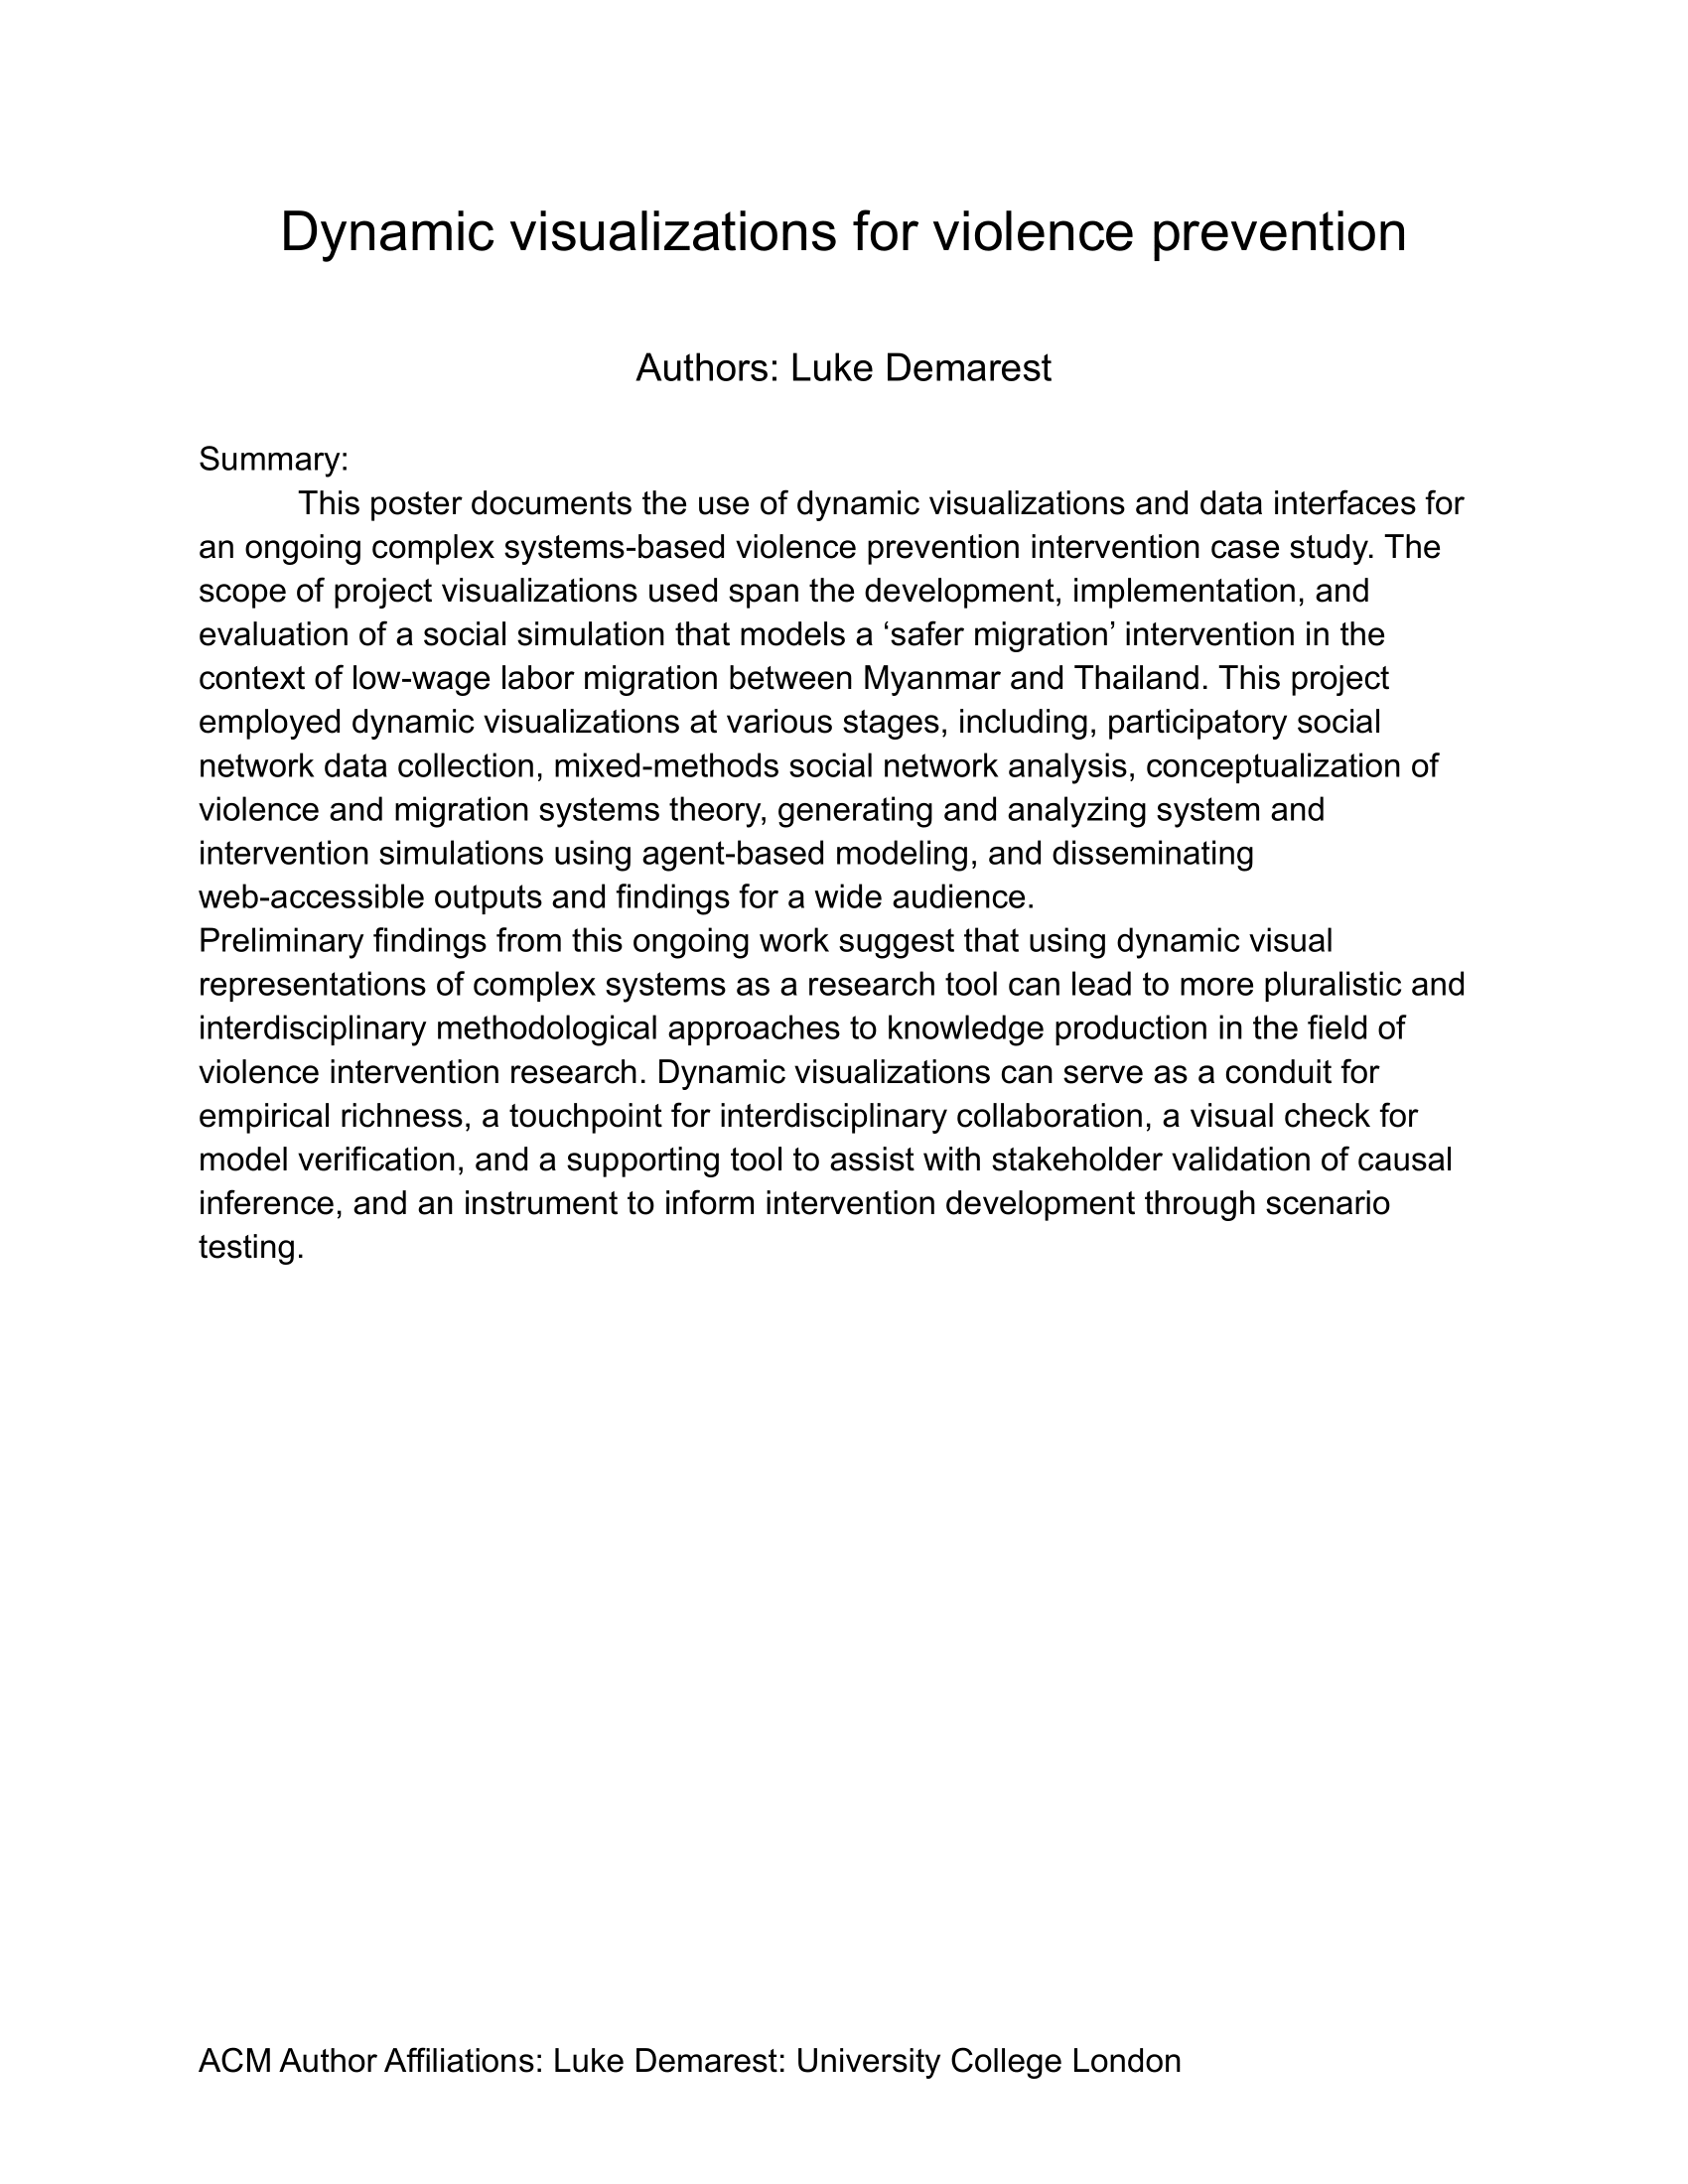 Dynamic visualizations for violence prevention
Authors: Luke Demarest
Summary:
This poster documents the use of dynamic visualizations and data interfaces for
an ongoing complex systems-based violence prevention intervention case study. The
scope of project visualizations used span the development, implementation, and
evaluation of a social simulation that models a ‘safer migration’ intervention in the
context of low-wage labor migration between Myanmar and Thailand. This project
employed dynamic visualizations at various stages, including, participatory social
network data collection, mixed-methods social network analysis, conceptualization of
violence and migration systems theory, generating and analyzing system and
intervention simulations using agent-based modeling, and disseminating
web-accessible outputs and findings for a wide audience.
Preliminary findings from this ongoing work suggest that using dynamic visual
representations of complex systems as a research tool can lead to more pluralistic and
interdisciplinary methodological approaches to knowledge production in the field of
violence intervention research. Dynamic visualizations can serve as a conduit for
empirical richness, a touchpoint for interdisciplinary collaboration, a visual check for
model verification, and a supporting tool to assist with stakeholder validation of causal
inference, and an instrument to inform intervention development through scenario
testing.
ACM Author Affiliations: Luke Demarest: University College London